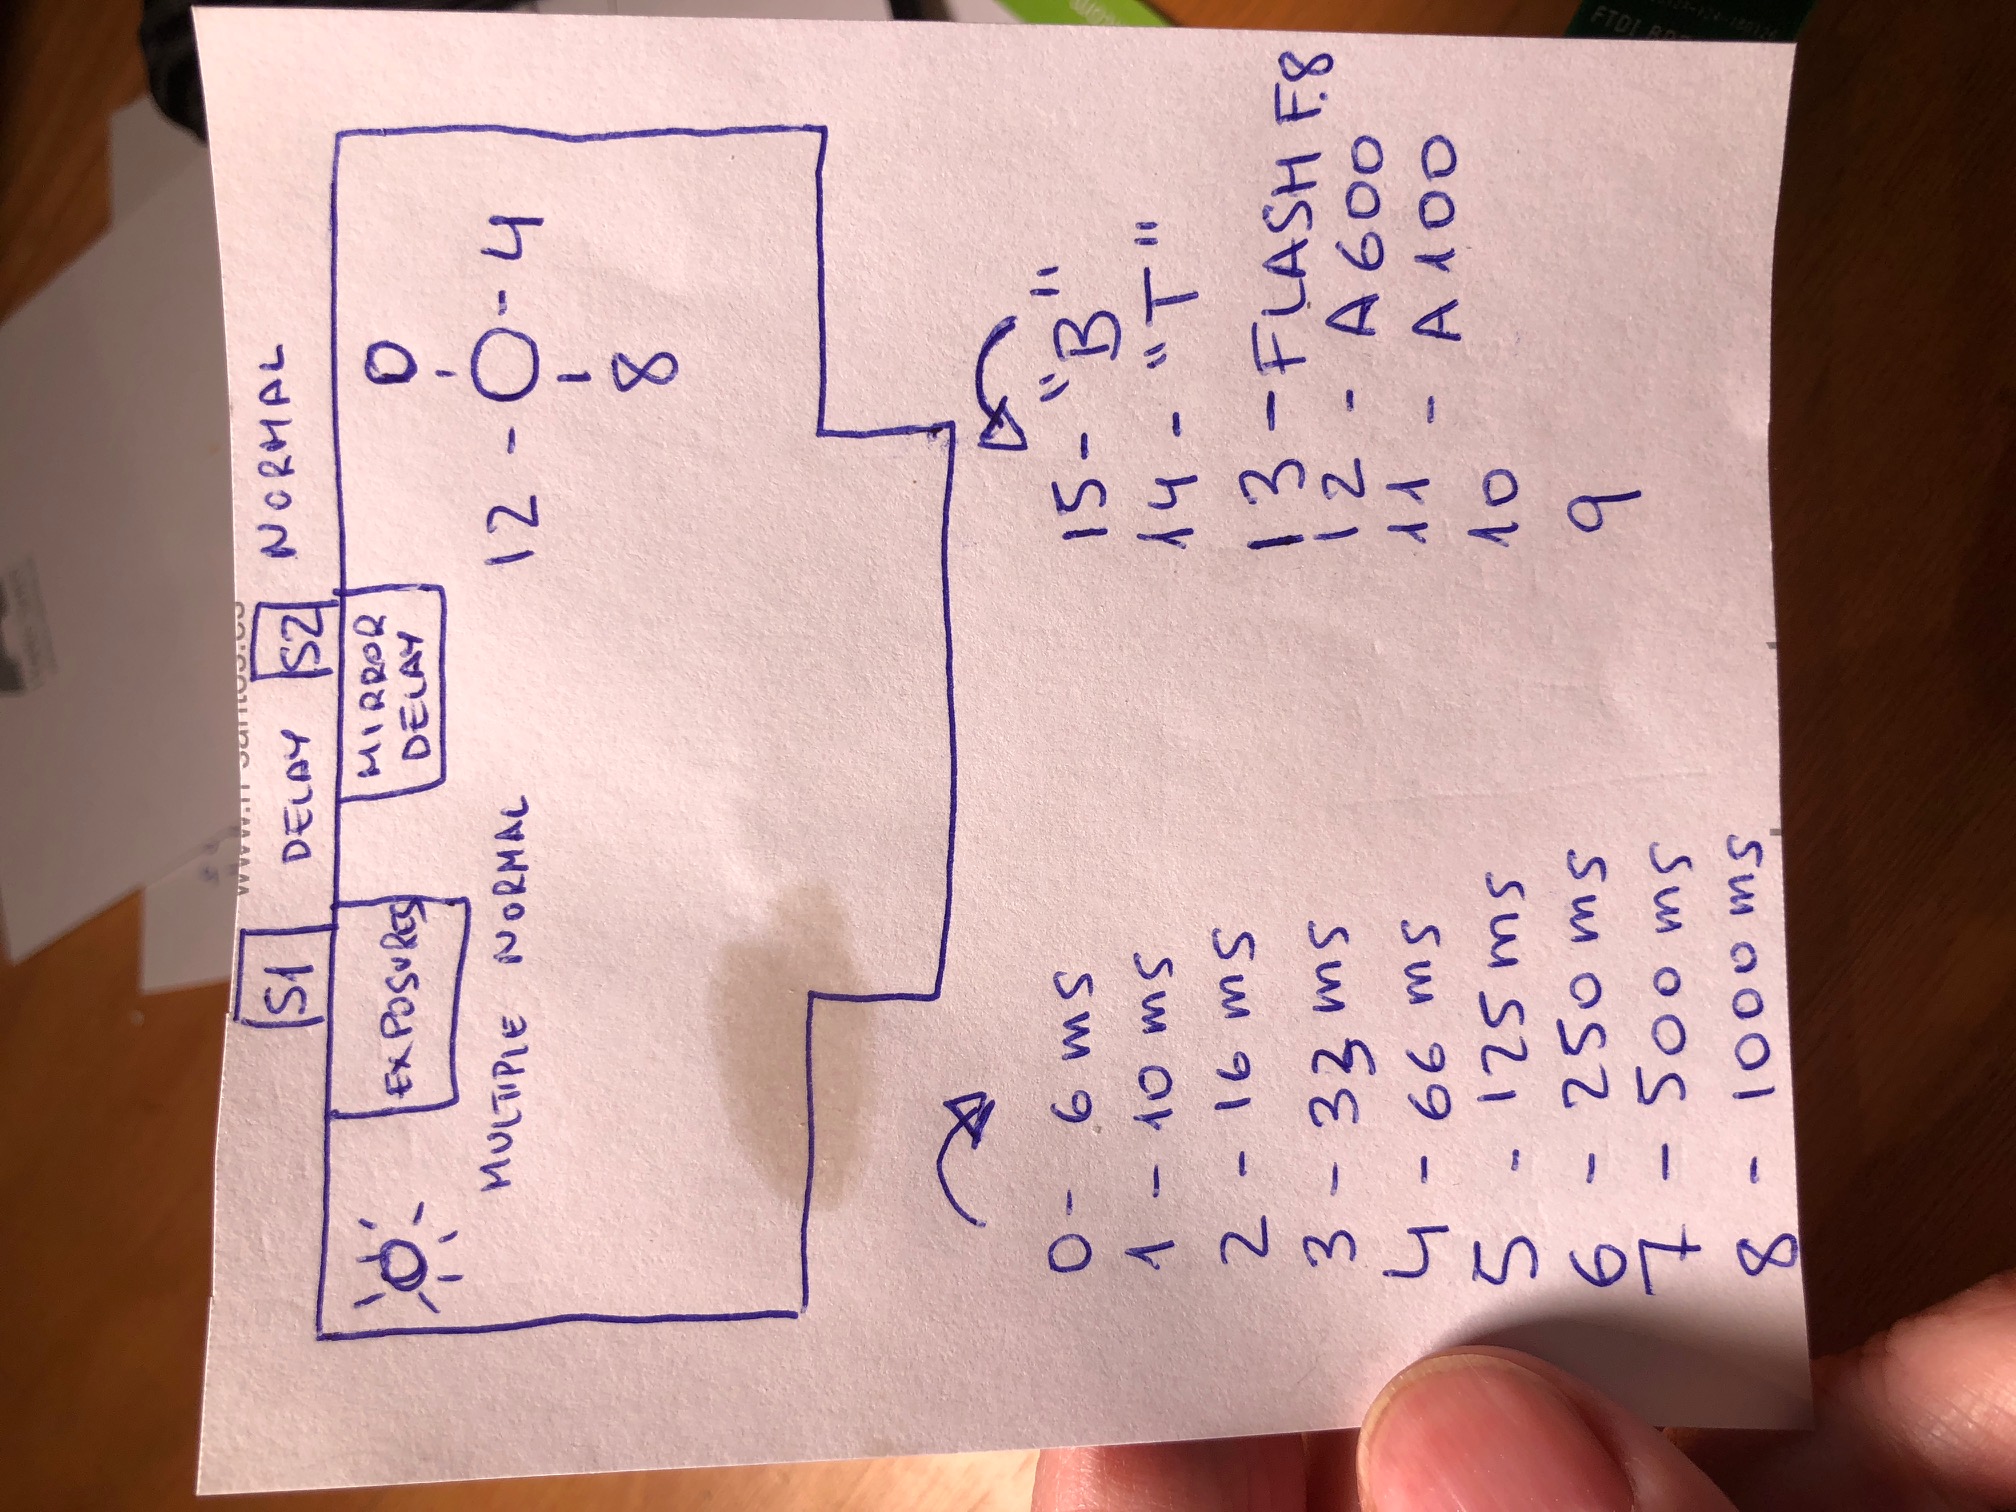 S1 DELAY S2 NORMAL
EXPOSURES
MIRROR
DELAY
MULTIPLE NORMAL
0
12 - O - 4
8
0 - 6 ms
1 - 10 ms
2 - 16 ms
3 - 33 ms
4 - 66 ms
5 - 125 ms
6 - 250 ms
7 - 500 ms
8 - 1000 ms
15 - "B"
14 - "T"
13 - FLASH F.8
12 - A 600
11 - A 100
10
9